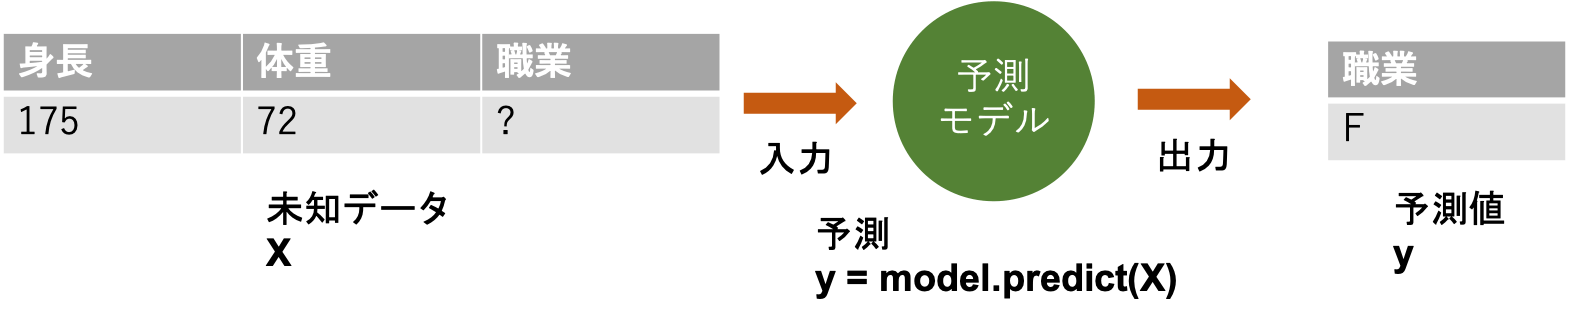 身長 体重 職業
175 72 ?
未知データ
X
入力
予測
モデル
予測
y = model.predict(X)
出力
職業
F
予測値
y